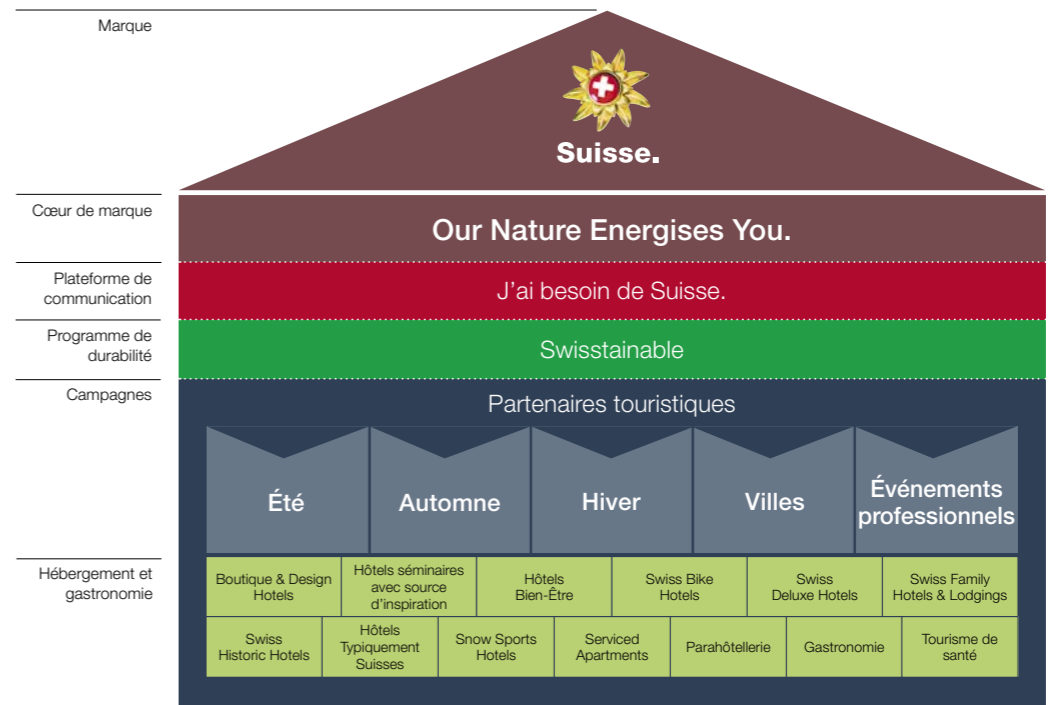 Marque
Suisse.
Cœur de marque
Our Nature Energises You.
Plateforme de
communication
J'ai besoin de Suisse.
Programme de
durabilité
Swisstainable
Campagnes
Partenaires touristiques
Été
Automne
Hiver
Villes
Événements
professionnels
Hébergement et
gastronomie
Boutique & Design
Hotels
Hôtels séminaires
avec source
d'inspiration
Hôtels
Bien-Être
Swiss Bike
Hotels
Swiss
Deluxe Hotels
Swiss Family
Hotels & Lodgings
Swiss
Historic Hotels
Hôtels
Typiquement
Suisses
Snow Sports
Hotels
Serviced
Apartments
Parahôtellerie
Gastronomie
Tourisme de
santé